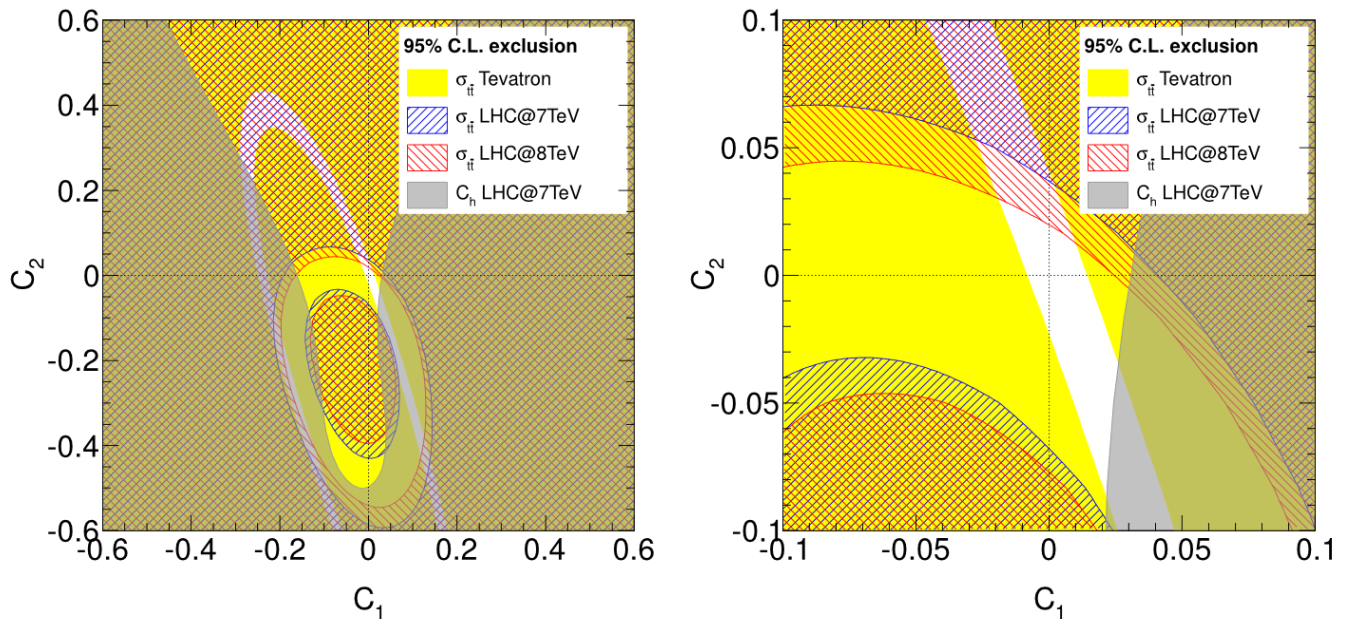 0.6
0.4
0.2
0
-0.2
-0.4
-0.6
C2
-0.6 -0.4 -0.2 0 0.2 0.4 0.6
C1
95% C.L. exclusion
σtt̄ Tevatron
σtt̄ LHC@7TeV
σtt̄ LHC@8TeV
Ch LHC@7TeV
0.1
0.05
0
-0.05
-0.1
C2
-0.1 -0.05 0 0.05 0.1
C1
95% C.L. exclusion
σtt̄ Tevatron
σtt̄ LHC@7TeV
σtt̄ LHC@8TeV
Ch LHC@7TeV